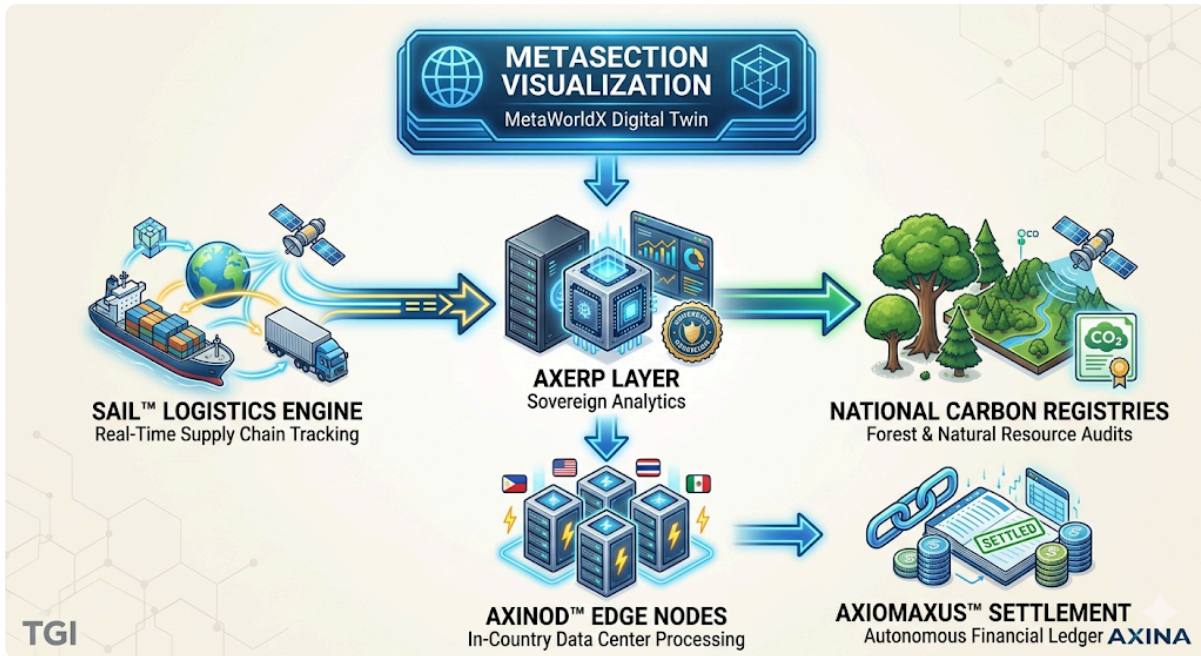 METASECTION
VISUALIZATION
MetaWorldX Digital Twin
CO2
SAIL™ LOGISTICS ENGINE
Real-Time Supply Chain Tracking
AXERP LAYER
Sovereign Analytics
NATIONAL CARBON REGISTRIES
Forest & Natural Resource Audits
SETTLED
AXINOD™ EDGE NODES
In-Country Data Center Processing
AXIOMAXUS™ SETTLEMENT
Autonomous Financial Ledger
TGI
AXINA